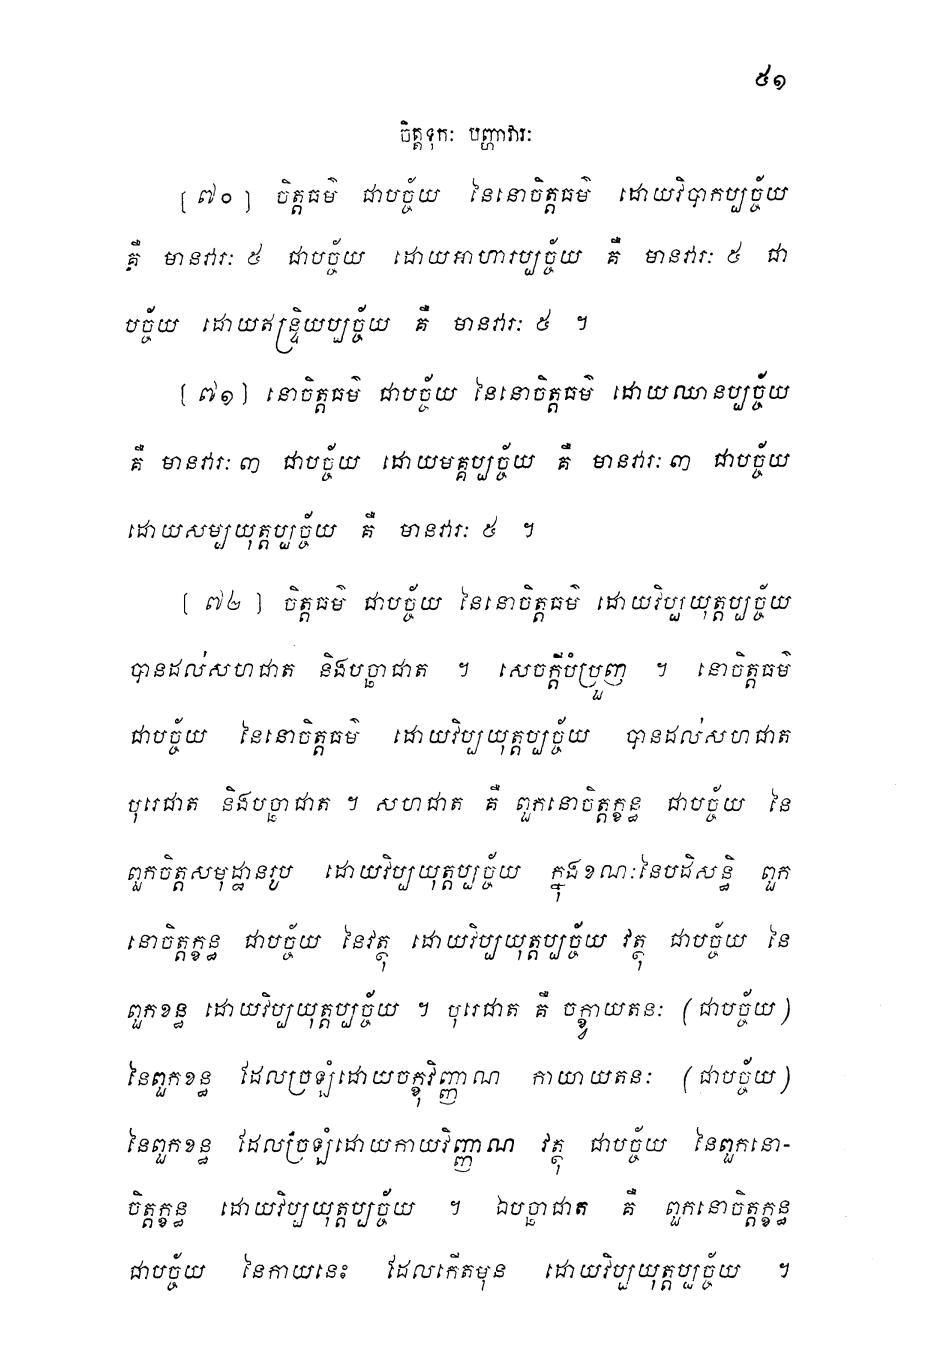 ៥១
ចិត្តទុកៈ បញ្ហាវារៈ
[ ៧០ ] ចិត្តធម៌ ជាបច្ច័យ នៃនោចិត្តធម៌ ដោយវិបាកប្បច្ច័យ
គឺ មានវារៈ ៥ ជាបច្ច័យ ដោយអាហារប្បច្ច័យ គឺ មានវារៈ ៥ ជា
បច្ច័យ ដោយឥន្ទ្រិយប្បច្ច័យ គឺ មានវារៈ ៥ ។
[ ៧១ ] នោចិត្តធម៌ ជាបច្ច័យ នៃនោចិត្តធម៌ ដោយឈានប្បច្ច័យ
គឺ មានវារៈ ៣ ជាបច្ច័យ ដោយមគ្គប្បច្ច័យ គឺ មានវារៈ ៣ ជាបច្ច័យ
ដោយសម្បយុត្តប្បច្ច័យ គឺ មានវារៈ ៥ ។
[ ៧២ ] ចិត្តធម៌ ជាបច្ច័យ នៃនោចិត្តធម៌ ដោយវិប្បយុត្តប្បច្ច័យ
បានដល់សហជាត និងបច្ឆាជាត ។ សេចក្តីបំប្រួញ ។ នោចិត្តធម៌
ជាបច្ច័យ នៃនោចិត្តធម៌ ដោយវិប្បយុត្តប្បច្ច័យ បានដល់សហជាត
បុរេជាត និងបច្ឆាជាត ។ សហជាត គឺ ពួកនោចិត្តក្ខន្ធ ជាបច្ច័យ នៃ
ពួកចិត្តសមុដ្ឋានរូប ដោយវិប្បយុត្តប្បច្ច័យ ក្នុងខណៈនៃបដិសន្ធិ ពួក
នោចិត្តក្ខន្ធ ជាបច្ច័យ នៃវត្ថុ ដោយវិប្បយុត្តប្បច្ច័យ វត្ថុ ជាបច្ច័យ នៃ
ពួកខន្ធ ដោយវិប្បយុត្តប្បច្ច័យ ។ បុរេជាត គឺ ចក្ខ្វាយតនៈ (ជាបច្ច័យ)
នៃពួកខន្ធ ដែលច្រឡំដោយចក្ខុវិញ្ញាណ កាយាយតនៈ (ជាបច្ច័យ)
នៃពួកខន្ធ ដែលច្រឡំដោយកាយវិញ្ញាណ វត្ថុ ជាបច្ច័យ នៃពួកនោ-
ចិត្តក្ខន្ធ ដោយវិប្បយុត្តប្បច្ច័យ ។ ឯបច្ឆាជាត គឺ ពួកនោចិត្តក្ខន្ធ
ជាបច្ច័យ នៃកាយនេះ ដែលកើតមុន ដោយវិប្បយុត្តប្បច្ច័យ ។